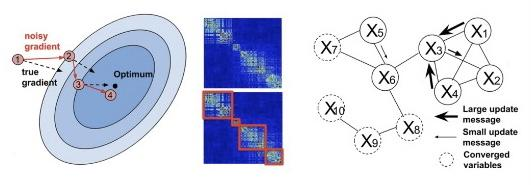 noisy
gradient
1
2
true
gradient
3
4
Optimum
X5
X7
X6
X3
X1
X2
X4
X10
X9
X8
Large update
message
Small update
message
Converged
variables